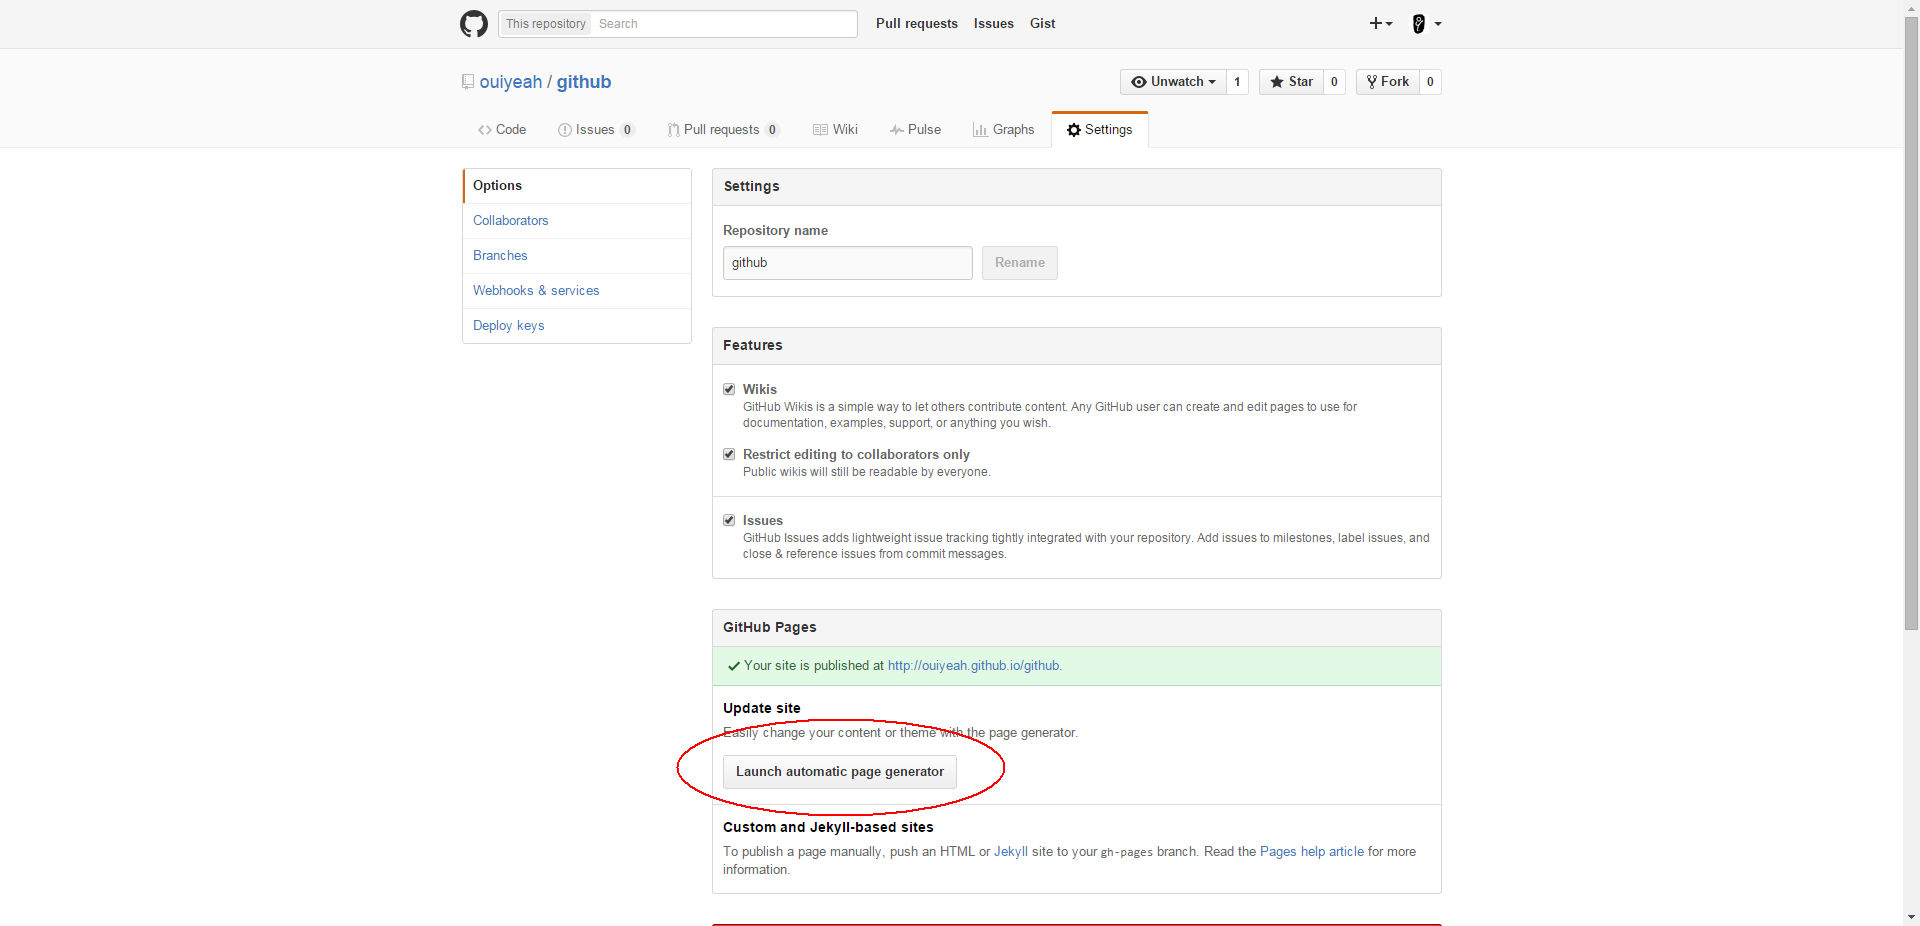 This repository Search Pull requests Issues Gist
ouiyeah / github Unwatch 1 Star 0 Fork 0
Code Issues 0 Pull requests 0 Wiki Pulse Graphs Settings
Options
Collaborators
Branches
Webhooks & services
Deploy keys
Settings
Repository name
github Rename
Features
Wikis
GitHub Wikis is a simple way to let others contribute content. Any GitHub user can create and edit pages to use for
documentation, examples, support, or anything you wish.
Restrict editing to collaborators only
Public wikis will still be readable by everyone.
Issues
GitHub Issues adds lightweight issue tracking tightly integrated with your repository. Add issues to milestones, label issues, and
close & reference issues from commit messages.
GitHub Pages
Your site is published at http://ouiyeah.github.io/github.
Update site
Easily change your content or theme with the page generator.
Launch automatic page generator
Custom and Jekyll-based sites
To publish a page manually, push an HTML or Jekyll site to your gh-pages branch. Read the Pages help article for more
information.